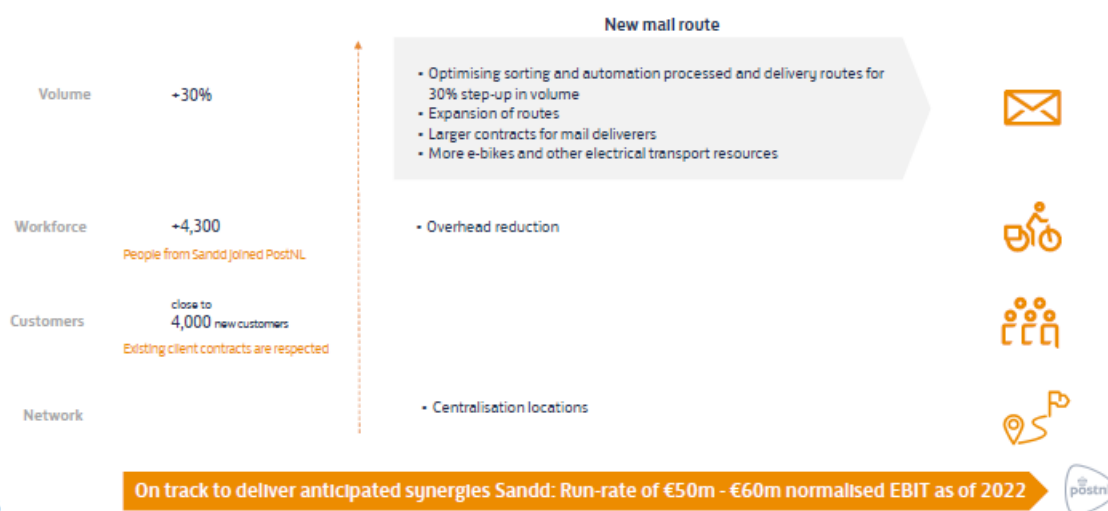 New mail route
Volume
+30%
• Optimising sorting and automation processed and delivery routes for
30% step-up in volume
• Expansion of routes
• Larger contracts for mail deliverers
• More e-bikes and other electrical transport resources
Workforce
+4,300
People from Sandd joined PostNL
• Overhead reduction
Customers
close to
4,000 new customers
Existing client contracts are respected
Network
• Centralisation locations
On track to deliver anticipated synergies Sandd: Run-rate of €50m - €60m normalised EBIT as of 2022
postnl